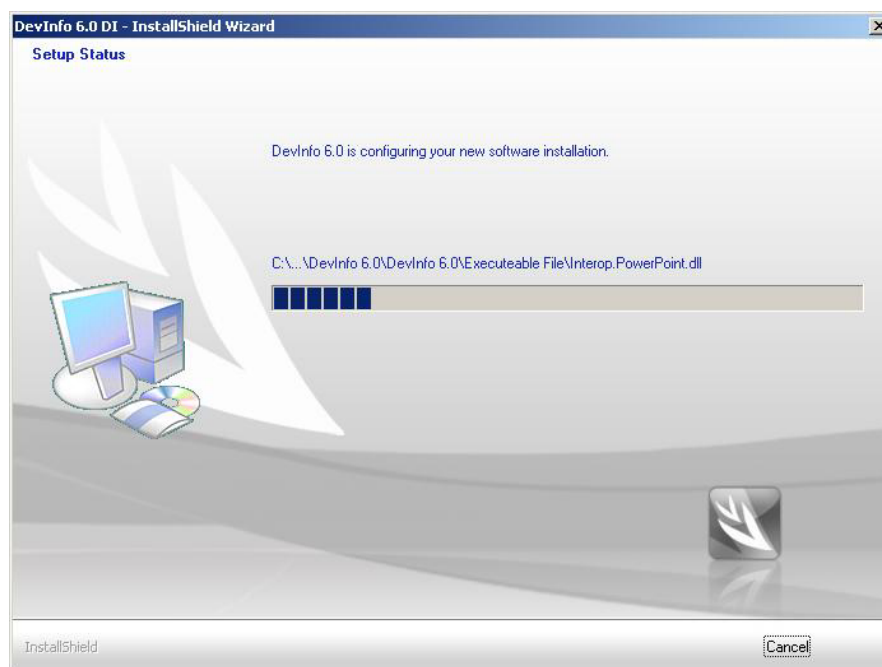 DevInfo 6.0 DI - InstallShield Wizard
Setup Status
DevInfo 6.0 is configuring your new software installation.
C:\...\DevInfo 6.0\DevInfo 6.0\Executeable File\Interop.PowerPoint.dll
InstallShield
Cancel